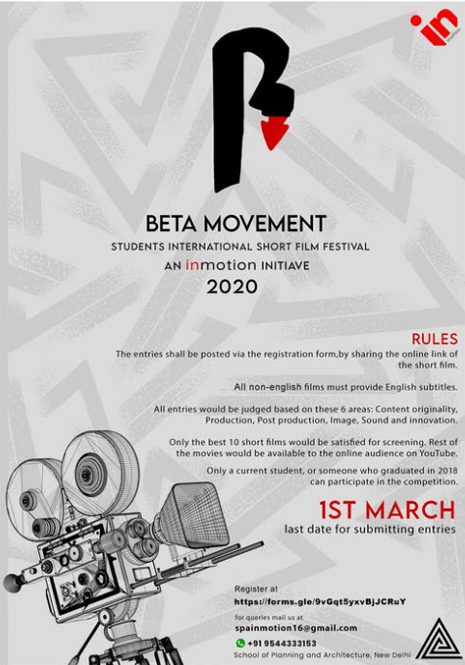 in
BETA MOVEMENT
STUDENTS INTERNATIONAL SHORT FILM FESTIVAL
AN inmotion INITIAVE
2020
RULES
The entries shall be posted via the registration form,by sharing the online link of
the short film.
All non-english films must provide English subtitles.
All entries would be judged based on these 6 areas: Content originality,
Production, Post production, Image, Sound and innovation.
Only the best 10 short films would be satisfied for screening. Rest of
the movies would be available to the online audience on YouTube.
Only a current student, or someone who graduated in 2018
can participate in the competition.
1ST MARCH
last date for submitting entries
Register at
https://forms.gle/9vGqt5yxvBjJCRuY
for queries mail us at
spainmotion16@gmail.com
+91 9544333153
School of Planning and Architecture, New Delhi